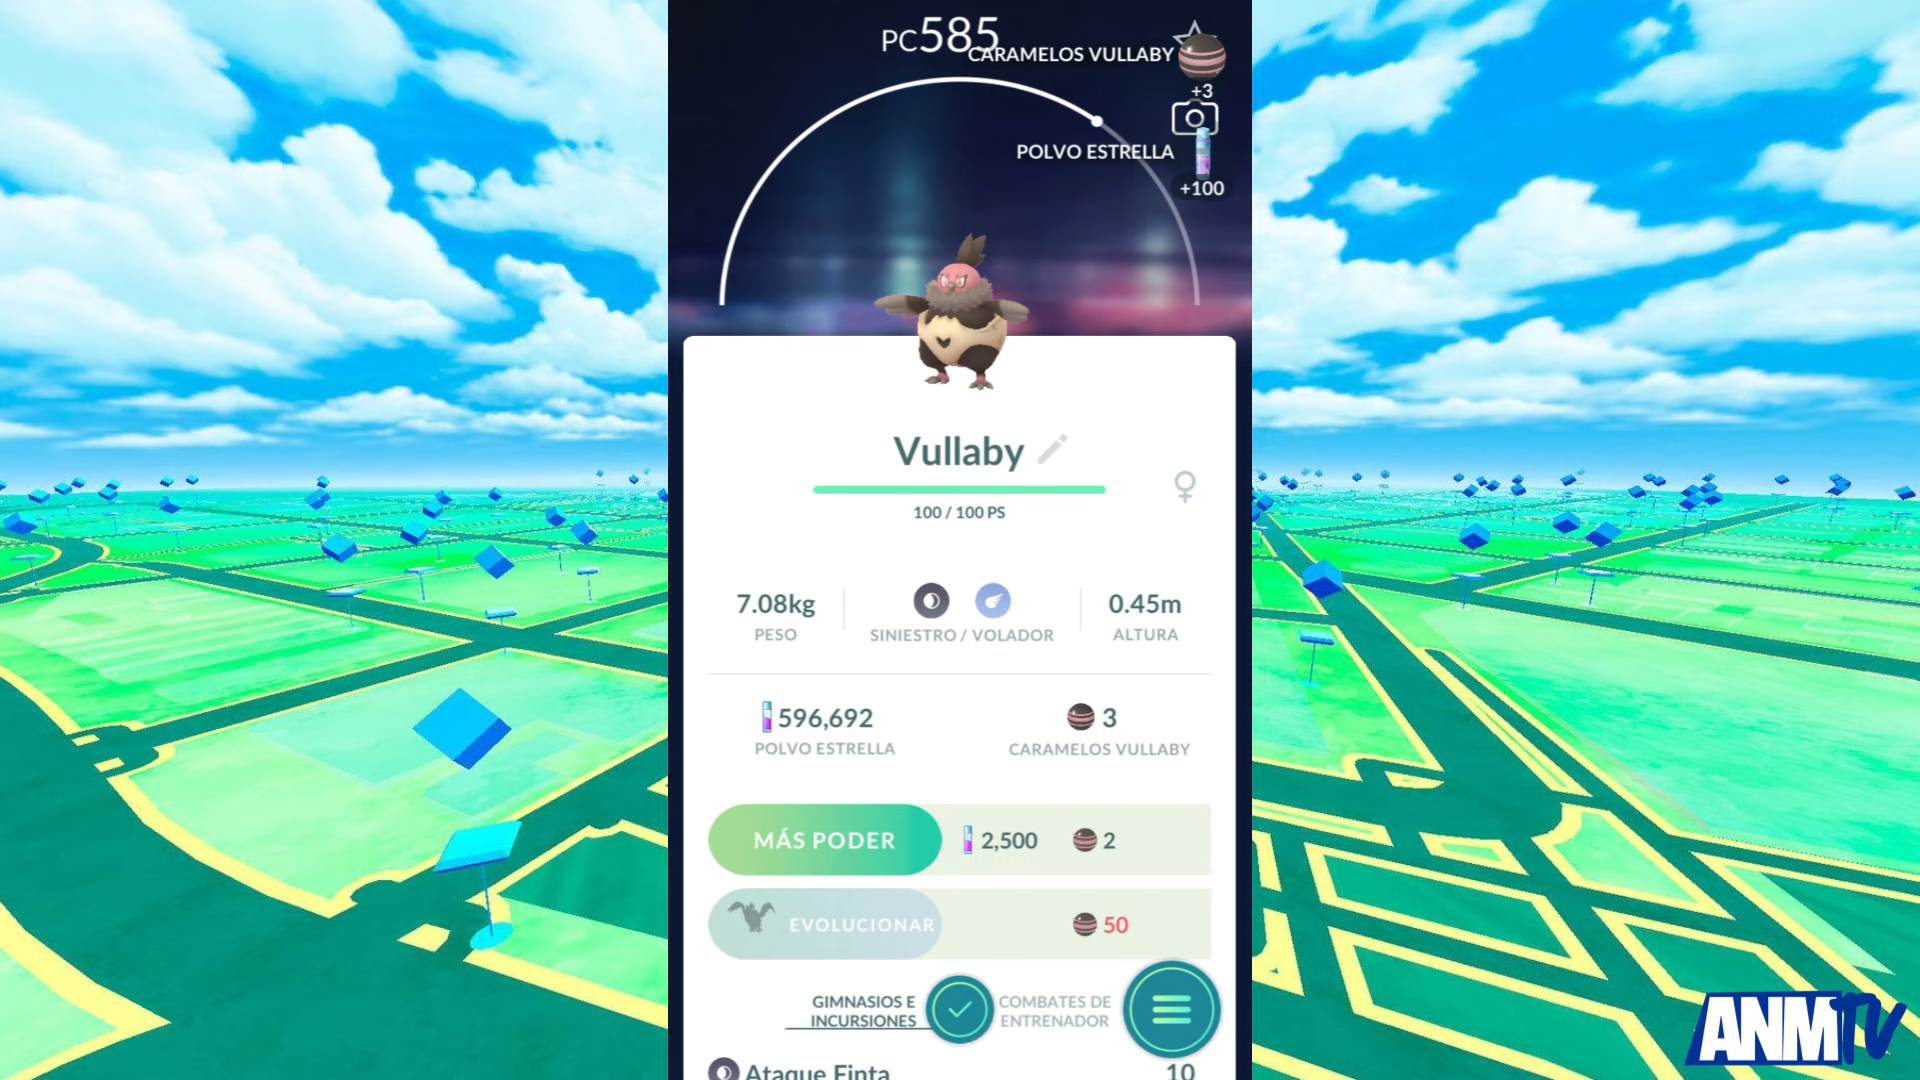 PC585
CARAMELOS VULLABY
+3
POLVO ESTRELLA
+100
Vullaby
100 / 100 PS
7.08kg
PESO
SINIESTRO / VOLADOR
0.45m
ALTURA
596,692
POLVO ESTRELLA
3
CARAMELOS VULLABY
MÁS PODER
2,500
2
EVOLUCIONAR
50
GIMNASIOS E
INCURSIONES
COMBATES DE
ENTRENADOR
Ataque Finta
10
ANMTV